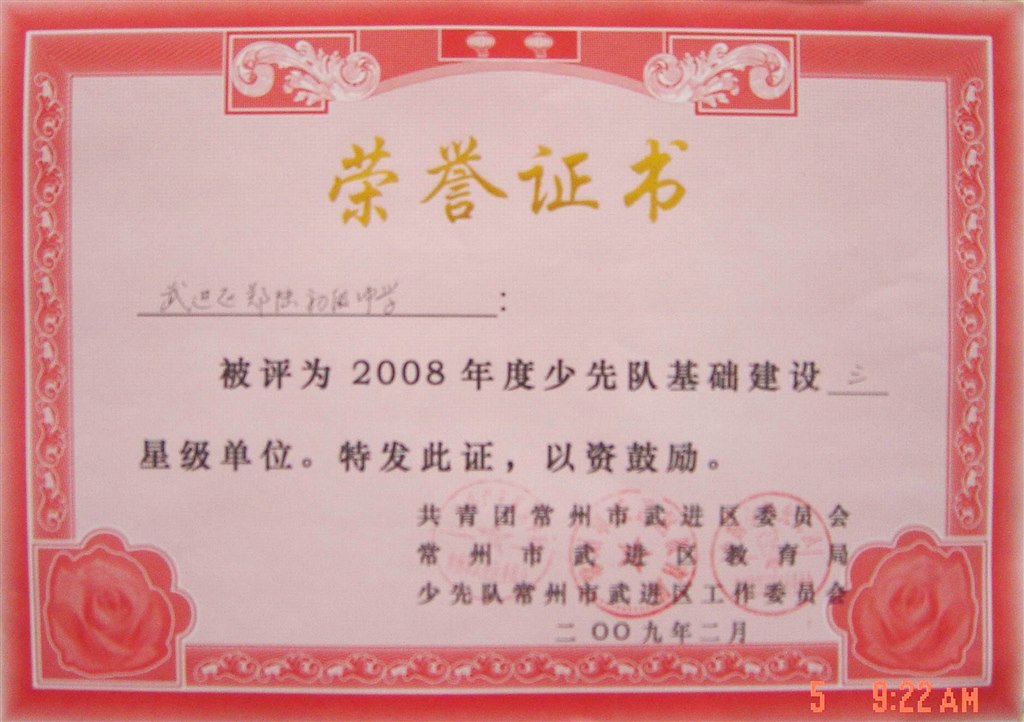 荣誉证书
武进区郑陆初级中学：
被评为2008年度少先队基础建设三
星级单位。特发此证，以资鼓励。
共青团常州市武进区委员会
常州市武进区教育局
少先队常州市武进区工作委员会
二〇〇九年二月
5 9:22AM